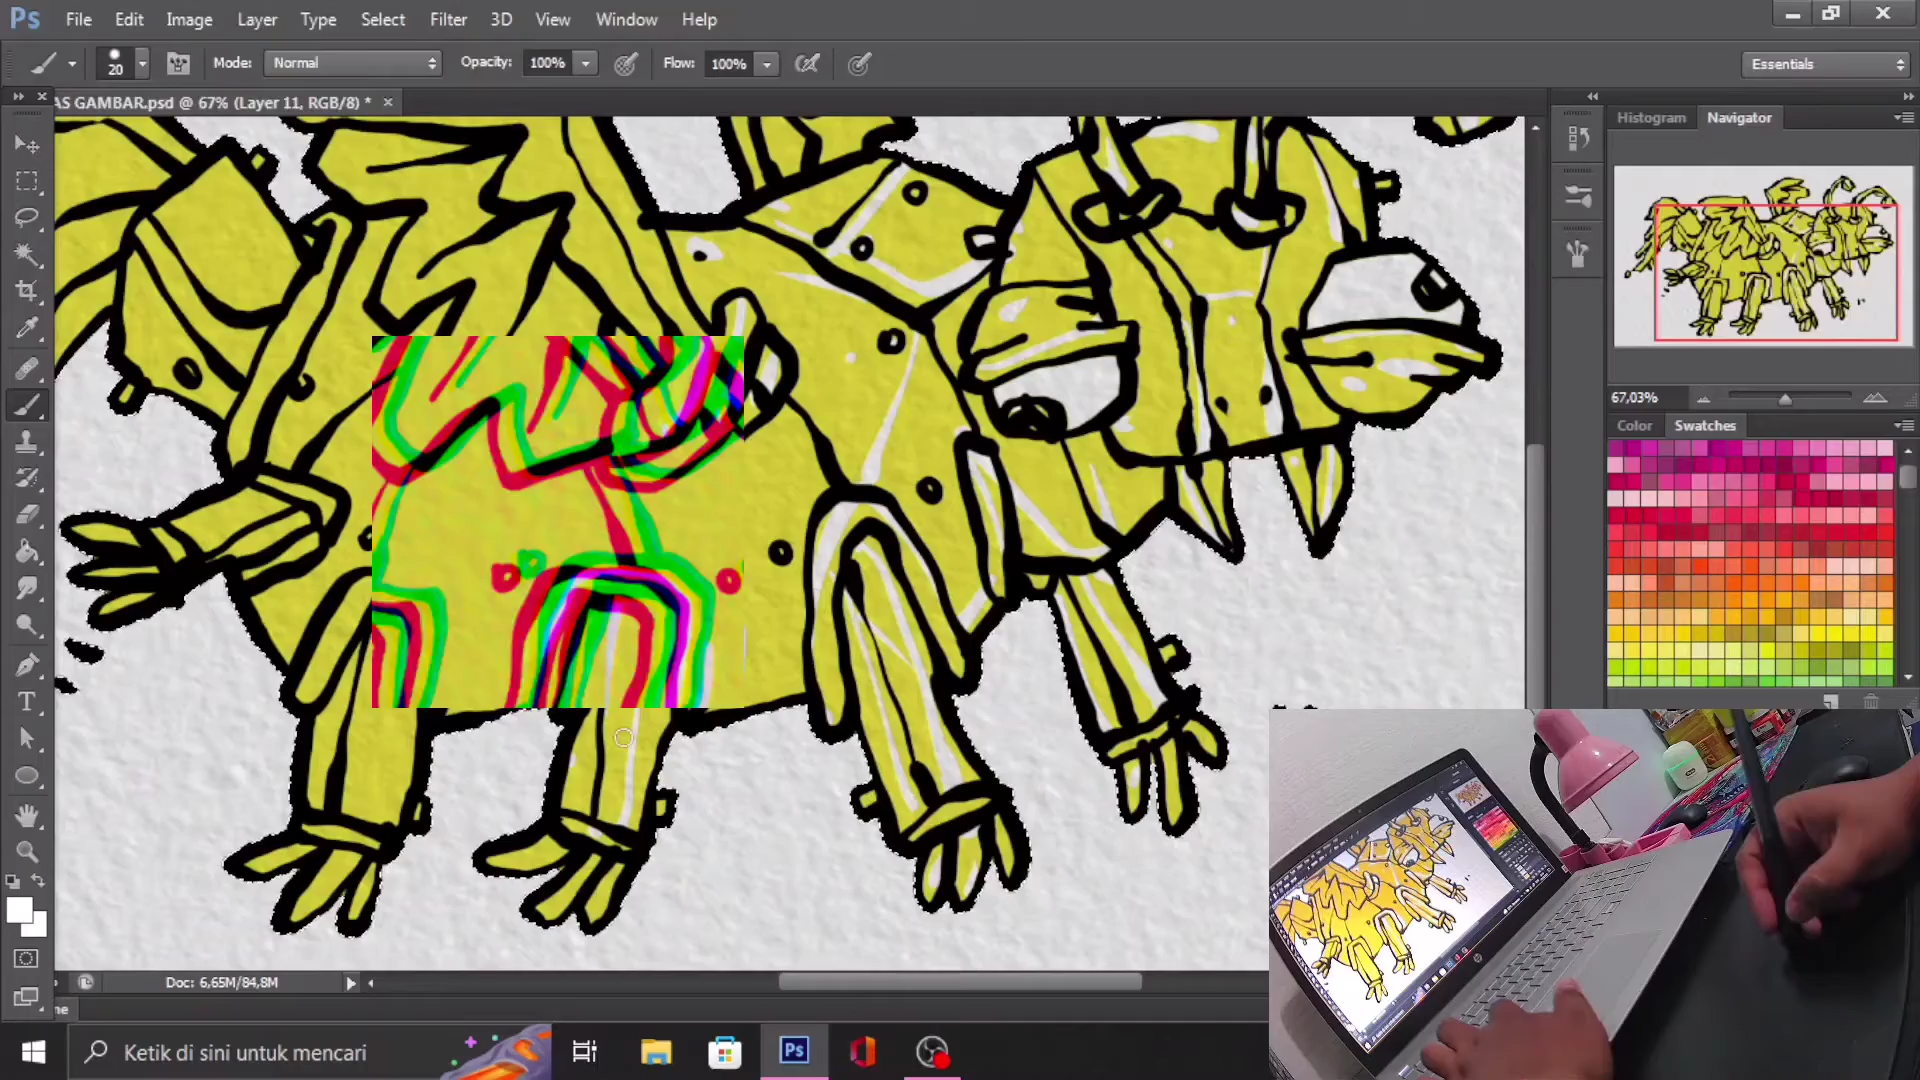 Ps File Edit Image Layer Type Select Filter 3D View Window Help
20 Mode: Normal Opacity: 100% Flow: 100% Essentials
AS GAMBAR.psd @ 67% (Layer 11, RGB/8) *
Histogram Navigator
67,03%
Color Swatches
T
Doc: 6,65M/84,8M
ne
Ketik di sini untuk mencari
Ps